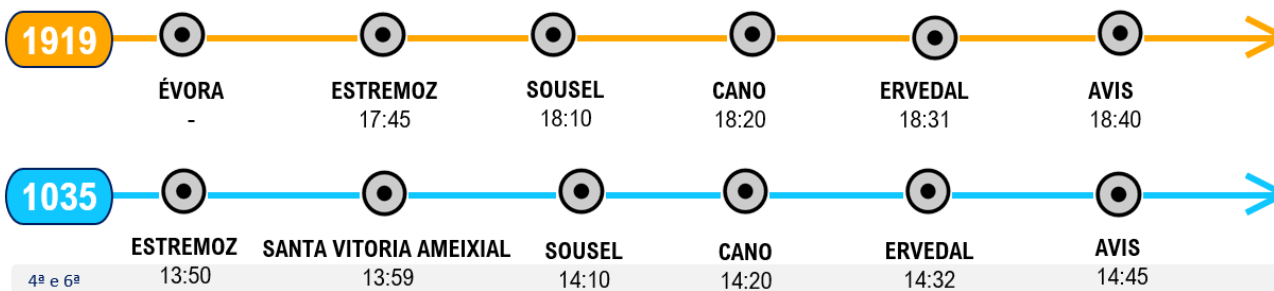 1919
ÉVORA ESTREMOZ SOUSEL CANO ERVEDAL AVIS
- 17:45 18:10 18:20 18:31 18:40
1035
ESTREMOZ SANTA VITORIA AMEIXIAL SOUSEL CANO ERVEDAL AVIS
4ª e 6ª 13:50 13:59 14:10 14:20 14:32 14:45